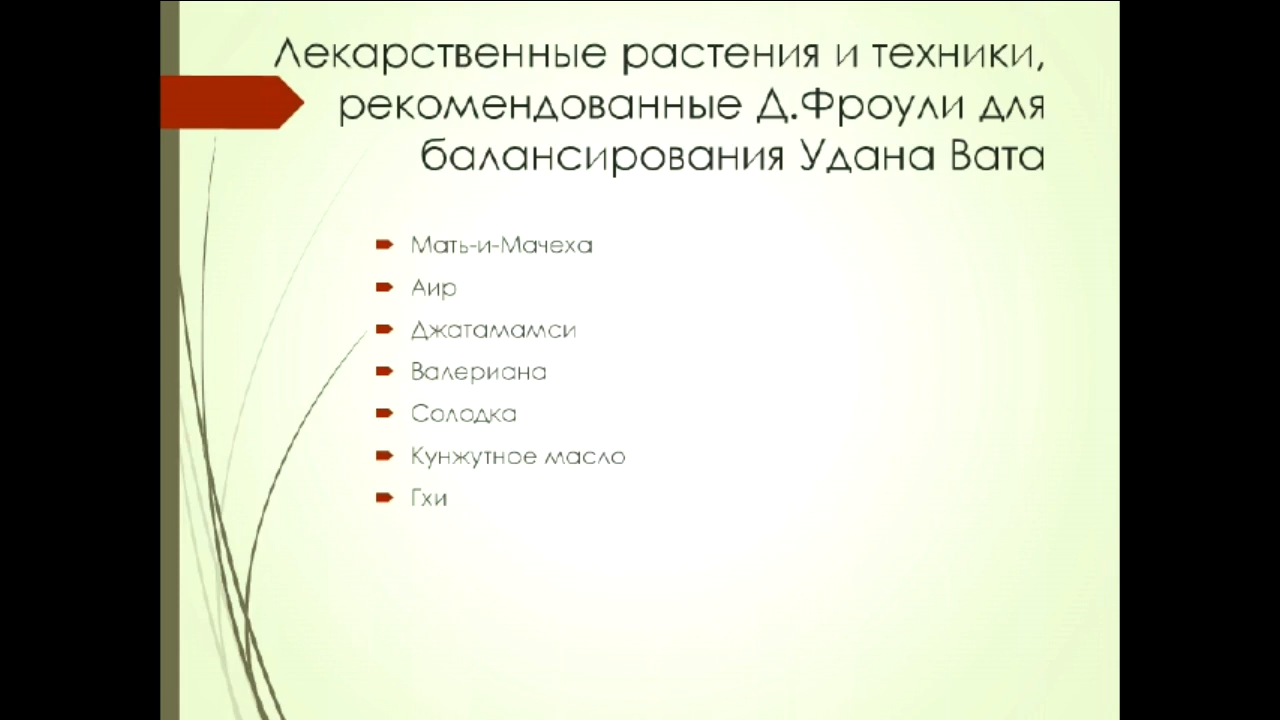 Лекарственные растения и техники,
рекомендованные Д.Фроули для
балансирования Удана Вата
Мать-и-Мачеха
Аир
Джатамамси
Валериана
Солодка
Кунжутное масло
Гхи